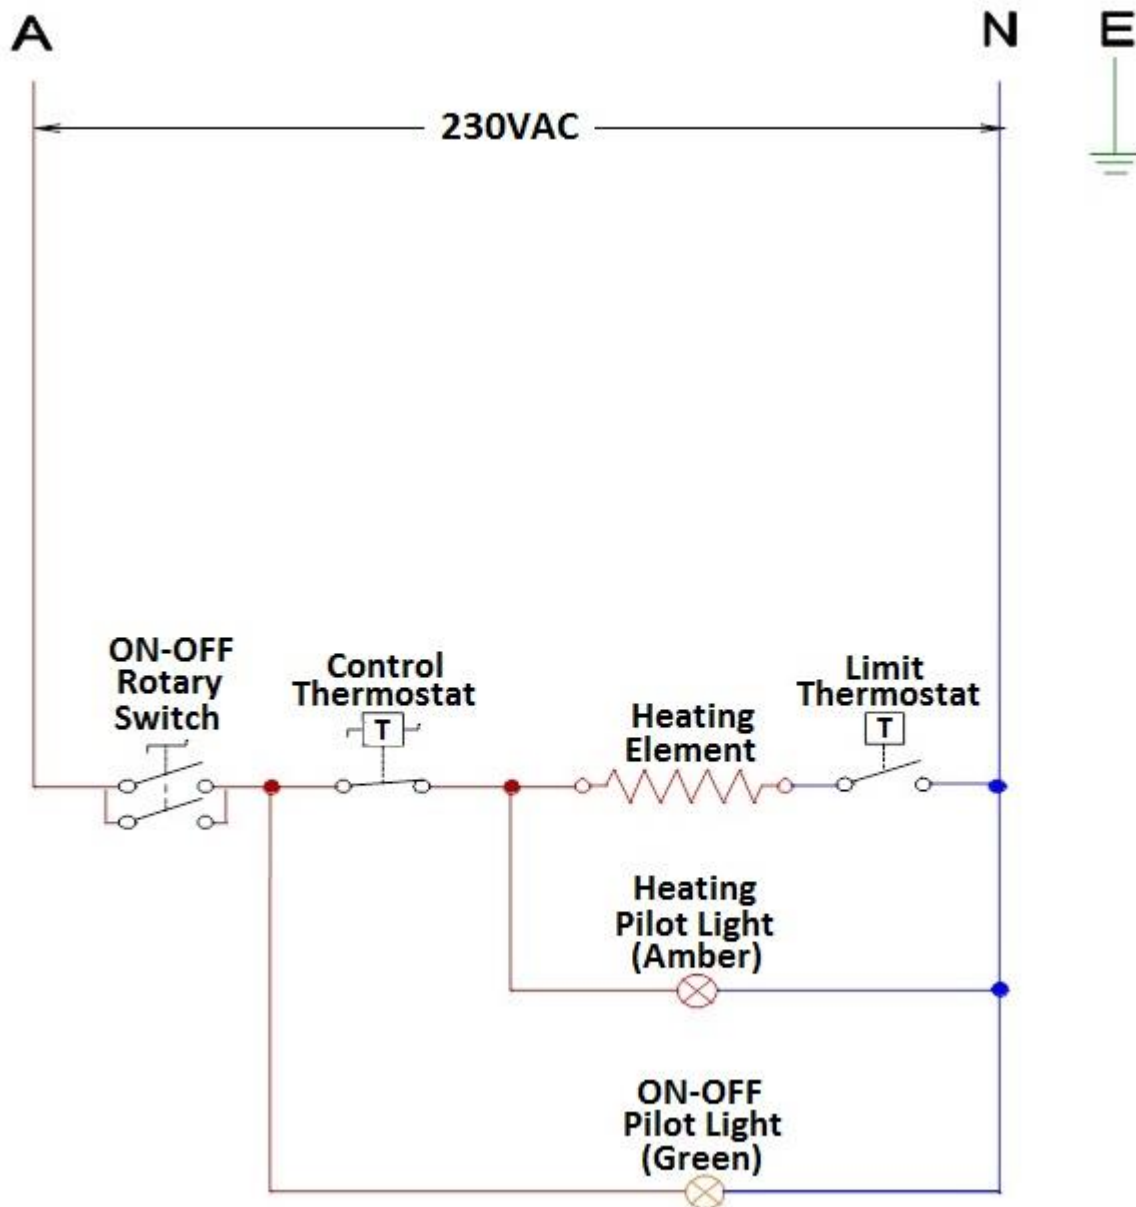 A
N
E
230VAC
ON-OFF
Rotary
Switch
Control
Thermostat
T
Heating
Element
Limit
Thermostat
T
Heating
Pilot Light
(Amber)
ON-OFF
Pilot Light
(Green)